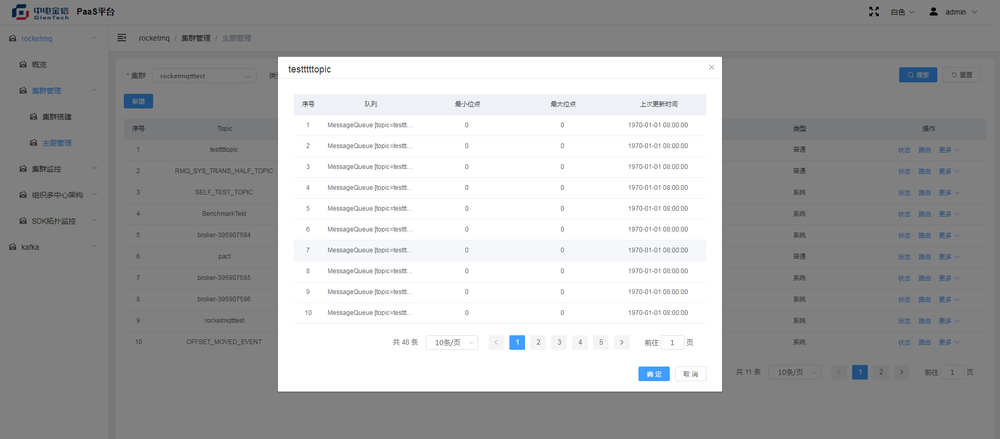 中电金信 GienTech PaaS平台 白色 admin
rocketmq
概览
集群管理
集群搭建
主题管理
集群监控
组织多中心架构
SDK拓扑监控
kafka
rocketmq / 集群管理 / 主题管理
* 集群 rocketmqtttest 搜索 重置
新增
序号 Topic 类型 操作
1 testttttopic 普通 状态 路由 更多
2 RMQ_SYS_TRANS_HALF_TOPIC 普通 状态 路由 更多
3 SELF_TEST_TOPIC 系统 状态 路由 更多
4 BenchmarkTest 系统 状态 路由 更多
5 broker-395907584 系统 状态 路由 更多
6 pact 普通 状态 路由 更多
7 broker-395907585 系统 状态 路由 更多
8 broker-395907586 系统 状态 路由 更多
9 rocketmqtttest 系统 状态 路由 更多
10 OFFSET_MOVED_EVENT 系统 状态 路由 更多
共 11 条 10条/页 1 2 前往 1 页
testttttopic
序号 队列 最小位点 最大位点 上次更新时间
1 MessageQueue [topic=testtt... 0 0 1970-01-01 08:00:00
2 MessageQueue [topic=testtt... 0 0 1970-01-01 08:00:00
3 MessageQueue [topic=testtt... 0 0 1970-01-01 08:00:00
4 MessageQueue [topic=testtt... 0 0 1970-01-01 08:00:00
5 MessageQueue [topic=testtt... 0 0 1970-01-01 08:00:00
6 MessageQueue [topic=testtt... 0 0 1970-01-01 08:00:00
7 MessageQueue [topic=testtt... 0 0 1970-01-01 08:00:00
8 MessageQueue [topic=testtt... 0 0 1970-01-01 08:00:00
9 MessageQueue [topic=testtt... 0 0 1970-01-01 08:00:00
10 MessageQueue [topic=testtt... 0 0 1970-01-01 08:00:00
共 48 条 10条/页 1 2 3 4 5 前往 1 页
确 定 取 消